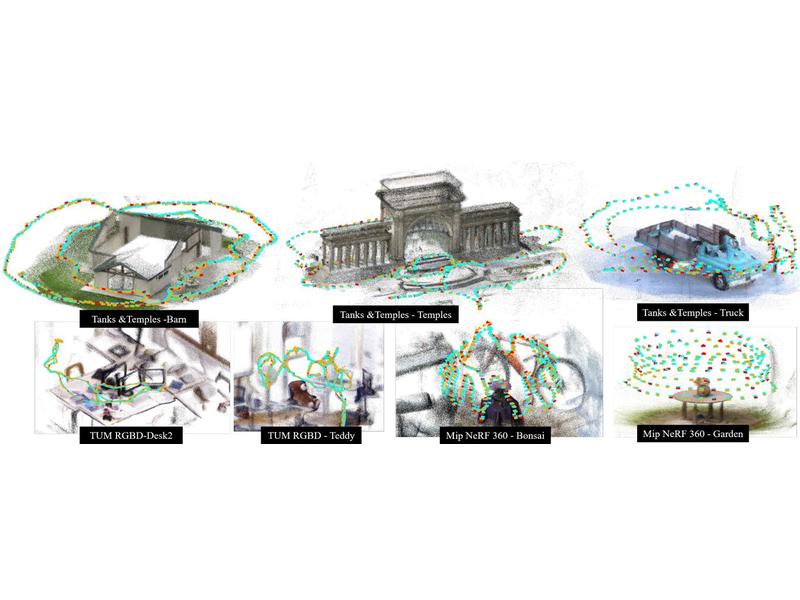 Tanks &Temples -Barn
Tanks &Temples - Temples
Tanks &Temples - Truck
TUM RGBD-Desk2
TUM RGBD - Teddy
Mip NeRF 360 - Bonsai
Mip NeRF 360 - Garden